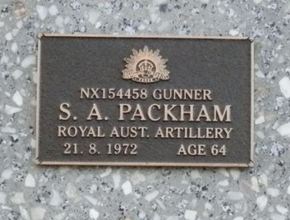 NX154458 GUNNER
S. A. PACKHAM
ROYAL AUST. ARTILLERY
21. 8. 1972 AGE 64